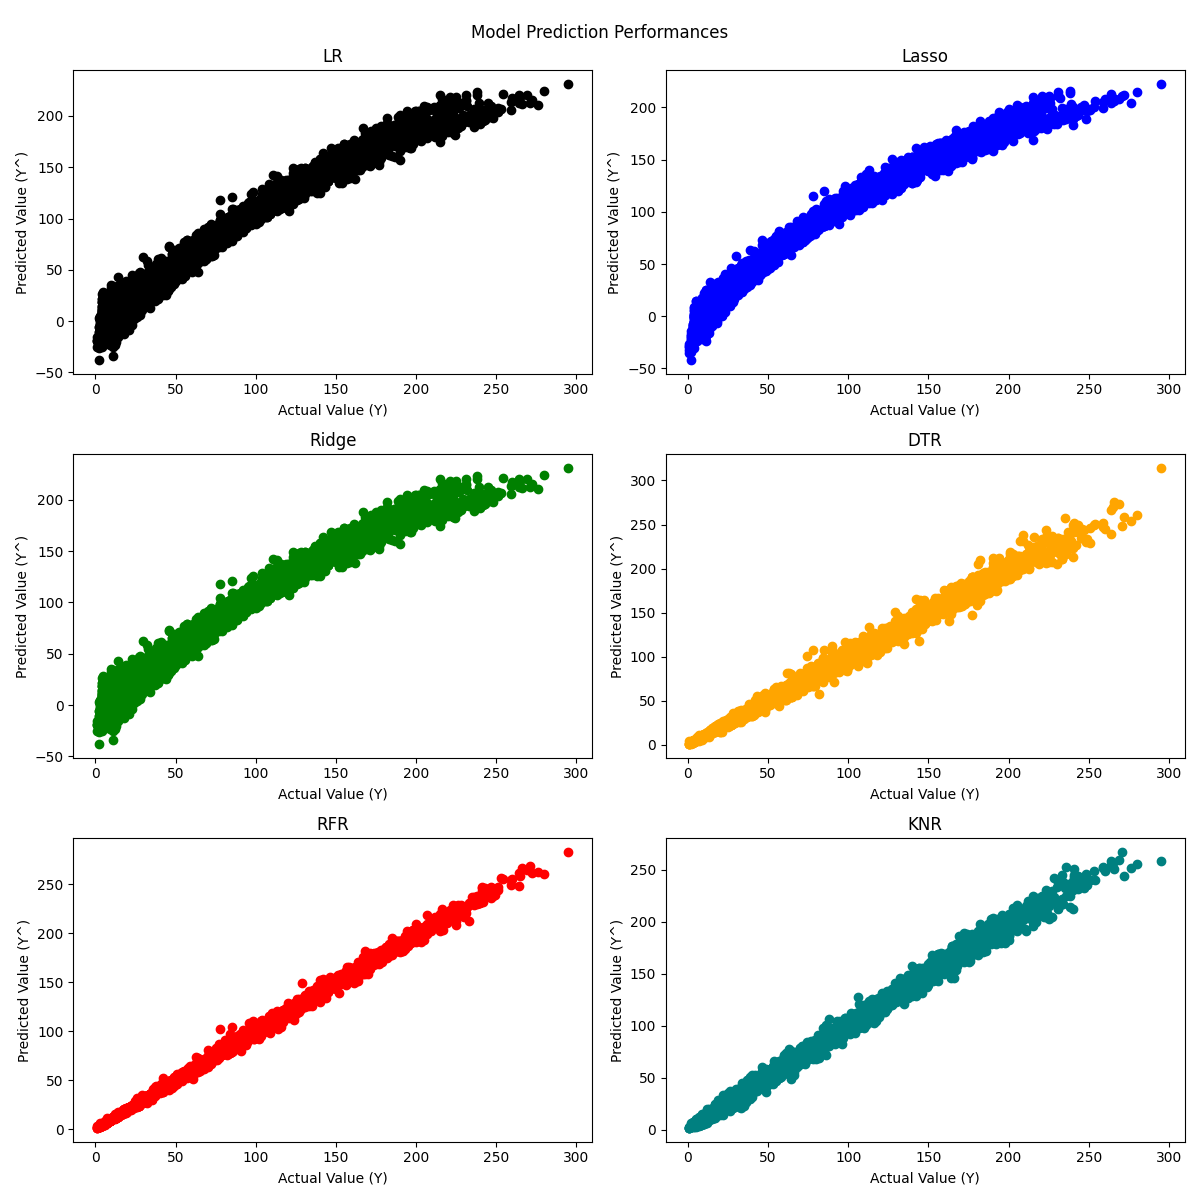 Model Prediction Performances
LR
Predicted Value (Y^)
200
150
100
50
0
−50
0 50 100 150 200 250 300
Actual Value (Y)
Lasso
Predicted Value (Y^)
200
150
100
50
0
−50
0 50 100 150 200 250 300
Actual Value (Y)
Ridge
Predicted Value (Y^)
200
150
100
50
0
−50
0 50 100 150 200 250 300
Actual Value (Y)
DTR
Predicted Value (Y^)
300
250
200
150
100
50
0
0 50 100 150 200 250 300
Actual Value (Y)
RFR
Predicted Value (Y^)
250
200
150
100
50
0
0 50 100 150 200 250 300
Actual Value (Y)
KNR
Predicted Value (Y^)
250
200
150
100
50
0
0 50 100 150 200 250 300
Actual Value (Y)